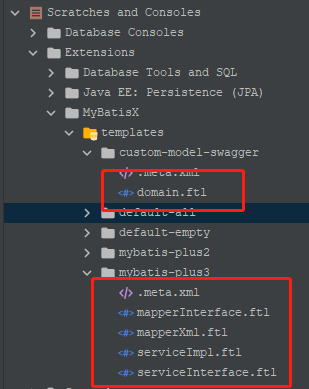 Scratches and Consoles
Database Consoles
Extensions
Database Tools and SQL
Java EE: Persistence (JPA)
MyBatisX
templates
custom-model-swagger
.meta.xml
domain.ftl
default-all
default-empty
mybatis-plus2
mybatis-plus3
.meta.xml
mapperInterface.ftl
mapperXml.ftl
serviceImpl.ftl
serviceInterface.ftl